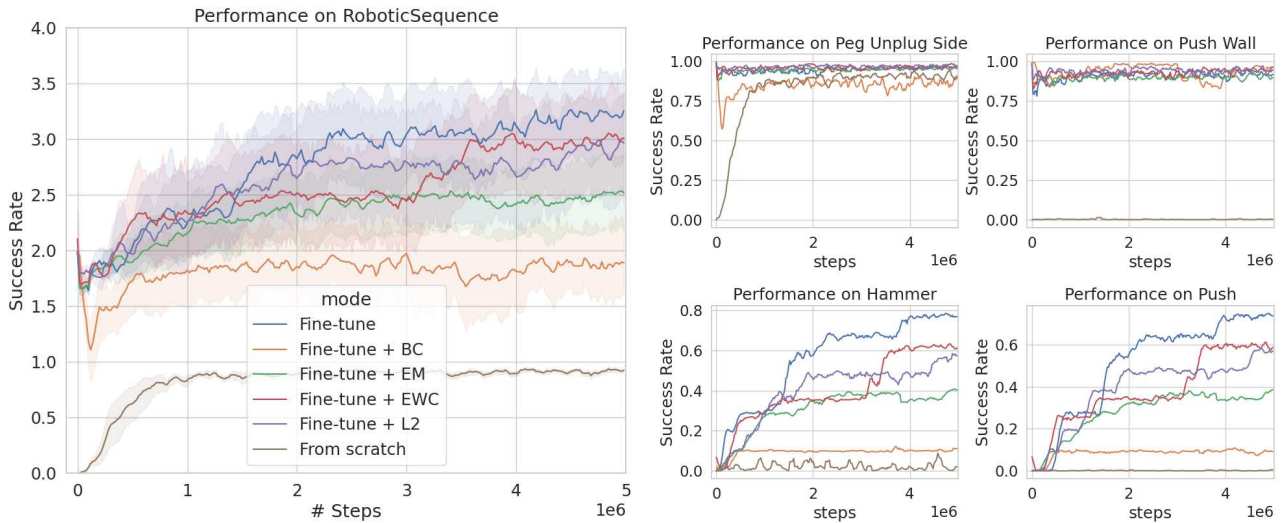 Performance on RoboticSequence
Success Rate
4.0
3.5
3.0
2.5
2.0
1.5
1.0
0.5
0.0
0
1
2
3
4
5
1e6
# Steps
mode
Fine-tune
Fine-tune + BC
Fine-tune + EM
Fine-tune + EWC
Fine-tune + L2
From scratch
Performance on Peg Unplug Side
Success Rate
1.00
0.75
0.50
0.25
0.00
0
2
4
steps
1e6
Performance on Push Wall
Success Rate
1.00
0.75
0.50
0.25
0.00
0
2
4
steps
1e6
Performance on Hammer
Success Rate
0.8
0.6
0.4
0.2
0.0
0
2
4
steps
1e6
Performance on Push
Success Rate
0.6
0.4
0.2
0.0
0
2
4
steps
1e6